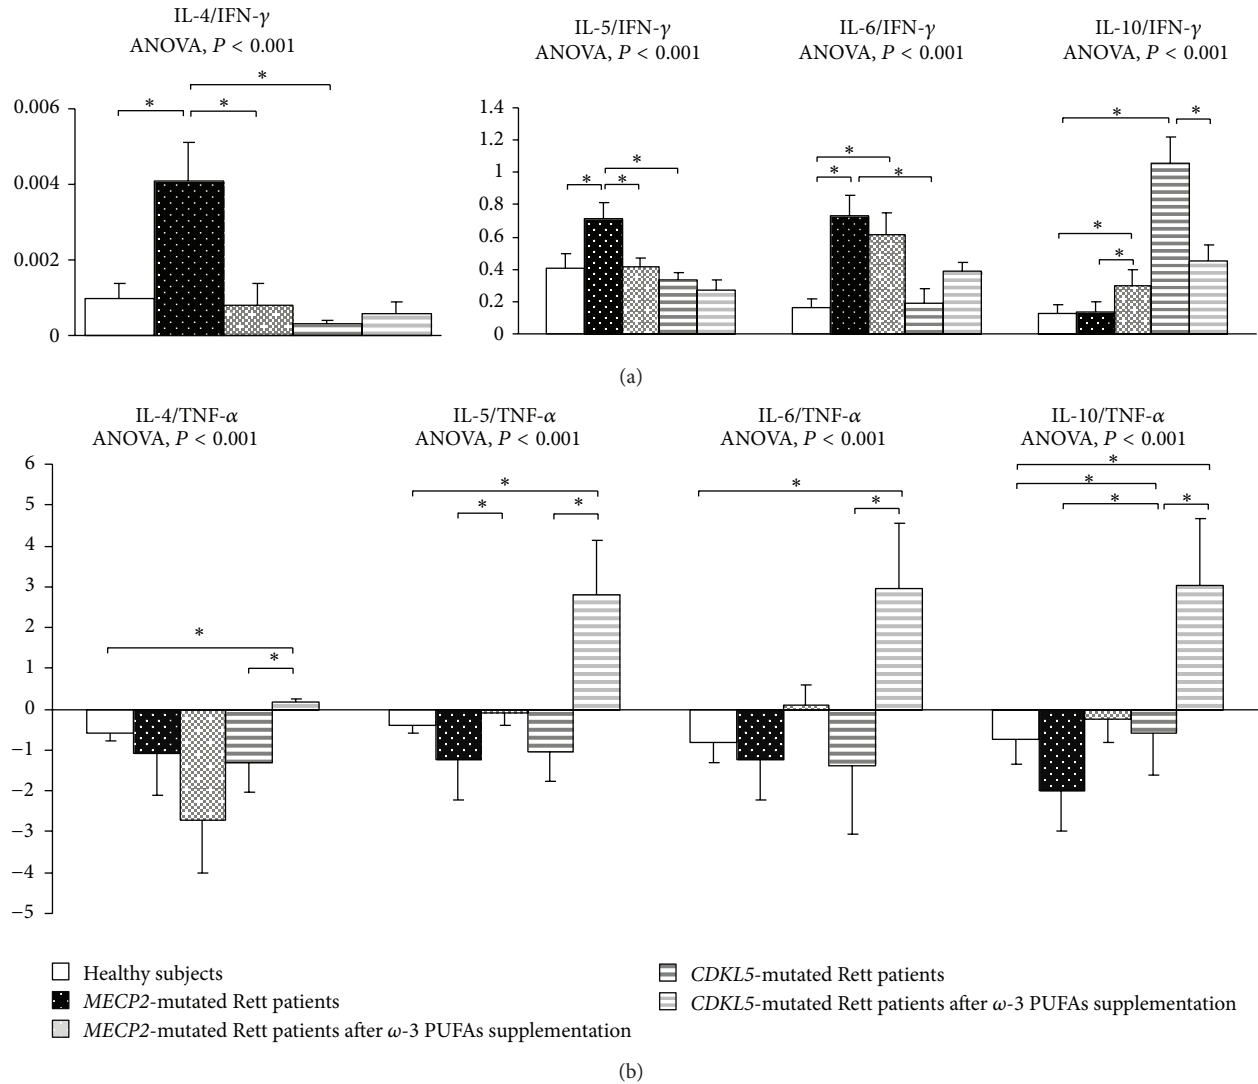 IL-4/IFN-γ
ANOVA, P < 0.001
IL-5/IFN-γ
ANOVA, P < 0.001
IL-6/IFN-γ
ANOVA, P < 0.001
IL-10/IFN-γ
ANOVA, P < 0.001
0.006
0.004
0.002
0
* * *
1.4
1.2
1
0.8
0.6
0.4
0.2
0
* * *
* * *
* * * *
(a)
IL-4/TNF-α
ANOVA, P < 0.001
IL-5/TNF-α
ANOVA, P < 0.001
IL-6/TNF-α
ANOVA, P < 0.001
IL-10/TNF-α
ANOVA, P < 0.001
6
5
4
3
2
1
0
−1
−2
−3
−4
−5
* *
* * *
* *
* * * *
Healthy subjects
MECP2-mutated Rett patients
MECP2-mutated Rett patients after ω-3 PUFAs supplementation
CDKL5-mutated Rett patients
CDKL5-mutated Rett patients after ω-3 PUFAs supplementation
(b)